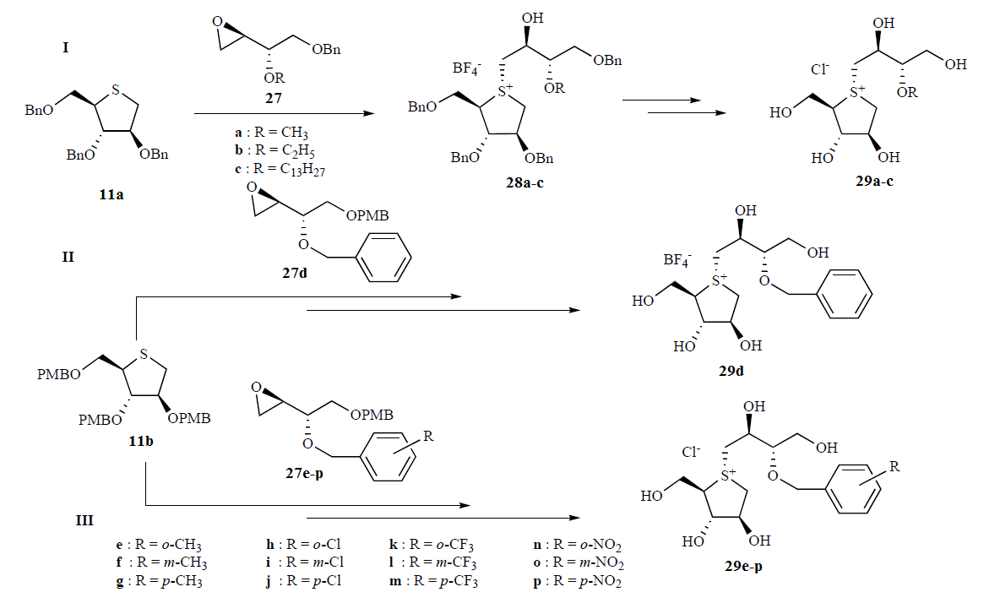 I
O
OBn
OR
27
S
BnO
BnO
OBn
11a
a : R = CH3
b : R = C2H5
c : R = C13H27
OH
BF4-
OBn
S+
OR
BnO
BnO
OBn
28a-c
OH
Cl-
OH
S+
OR
HO
HO
OH
29a-c
II
O
OPMB
O
27d
OH
BF4-
OH
S+
O
HO
HO
OH
29d
S
PMBO
PMBO
OPMB
11b
O
OPMB
O
R
27e-p
OH
Cl-
OH
S+
O
R
HO
HO
OH
29e-p
III
e : R = o-CH3
h : R = o-Cl
k : R = o-CF3
n : R = o-NO2
f : R = m-CH3
i : R = m-Cl
l : R = m-CF3
o : R = m-NO2
g : R = p-CH3
j : R = p-Cl
m : R = p-CF3
p : R = p-NO2